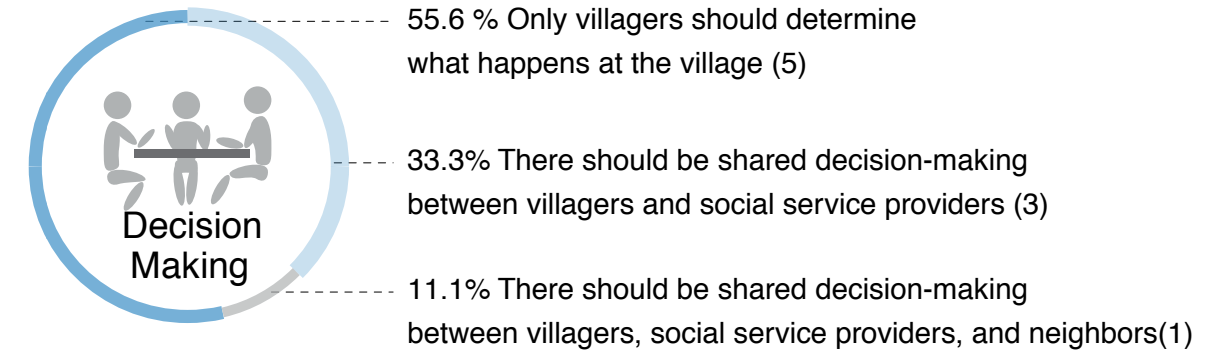 55.6 % Only villagers should determine
what happens at the village (5)
33.3% There should be shared decision-making
between villagers and social service providers (3)
Decision
Making
11.1% There should be shared decision-making
between villagers, social service providers, and neighbors(1)